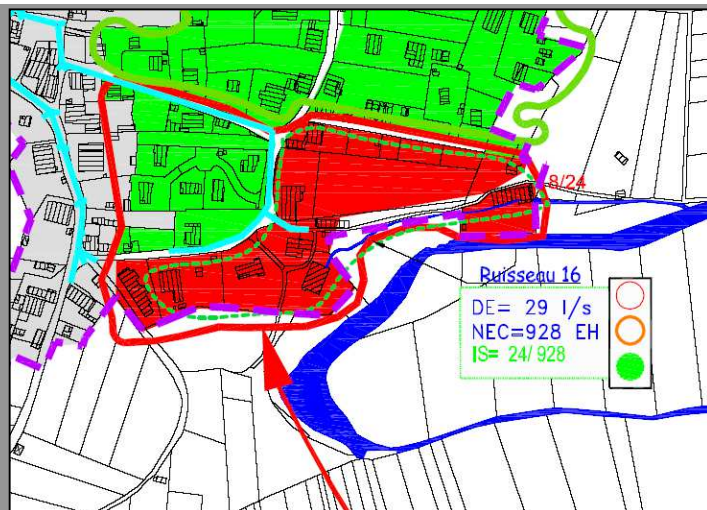 8/24
Ruisseau 16
DE= 29 l/s
NEC=928 EH
IS= 24/928